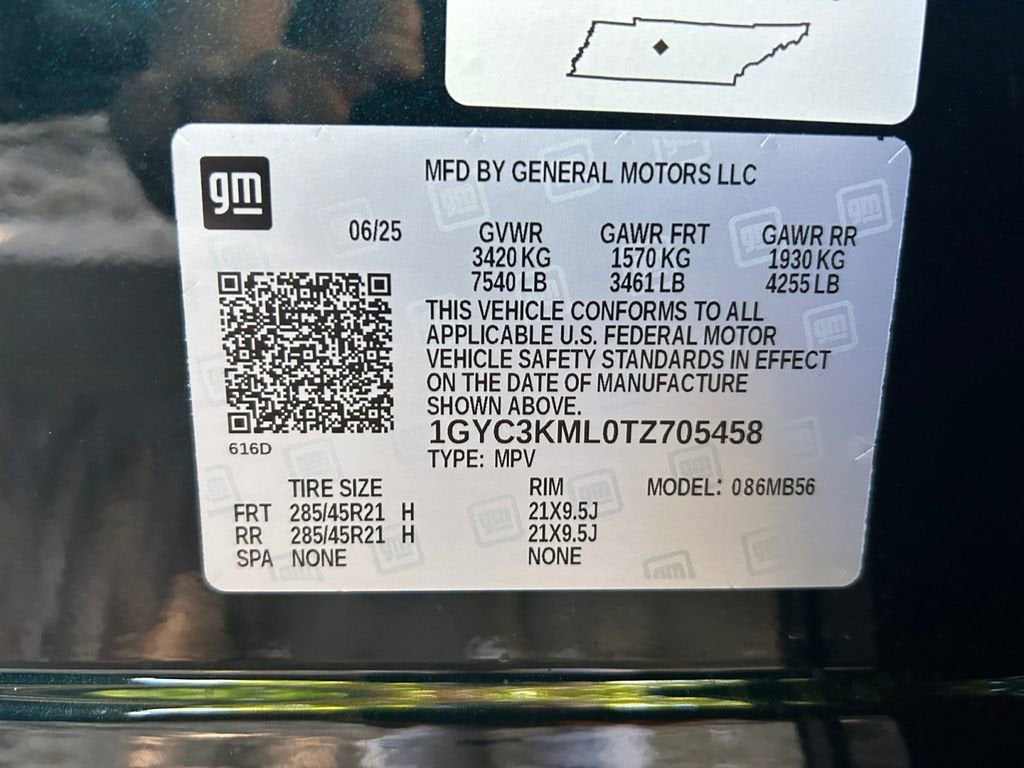 gm
MFD BY GENERAL MOTORS LLC
06/25 GVWR GAWR FRT GAWR RR
3420 KG 1570 KG 1930 KG
7540 LB 3461 LB 4255 LB
THIS VEHICLE CONFORMS TO ALL
APPLICABLE U.S. FEDERAL MOTOR
VEHICLE SAFETY STANDARDS IN EFFECT
ON THE DATE OF MANUFACTURE
SHOWN ABOVE.
1GYC3KML0TZ705458
616D
TYPE: MPV
TIRE SIZE RIM MODEL: 086MB56
FRT 285/45R21 H 21X9.5J
RR 285/45R21 H 21X9.5J
SPA NONE NONE